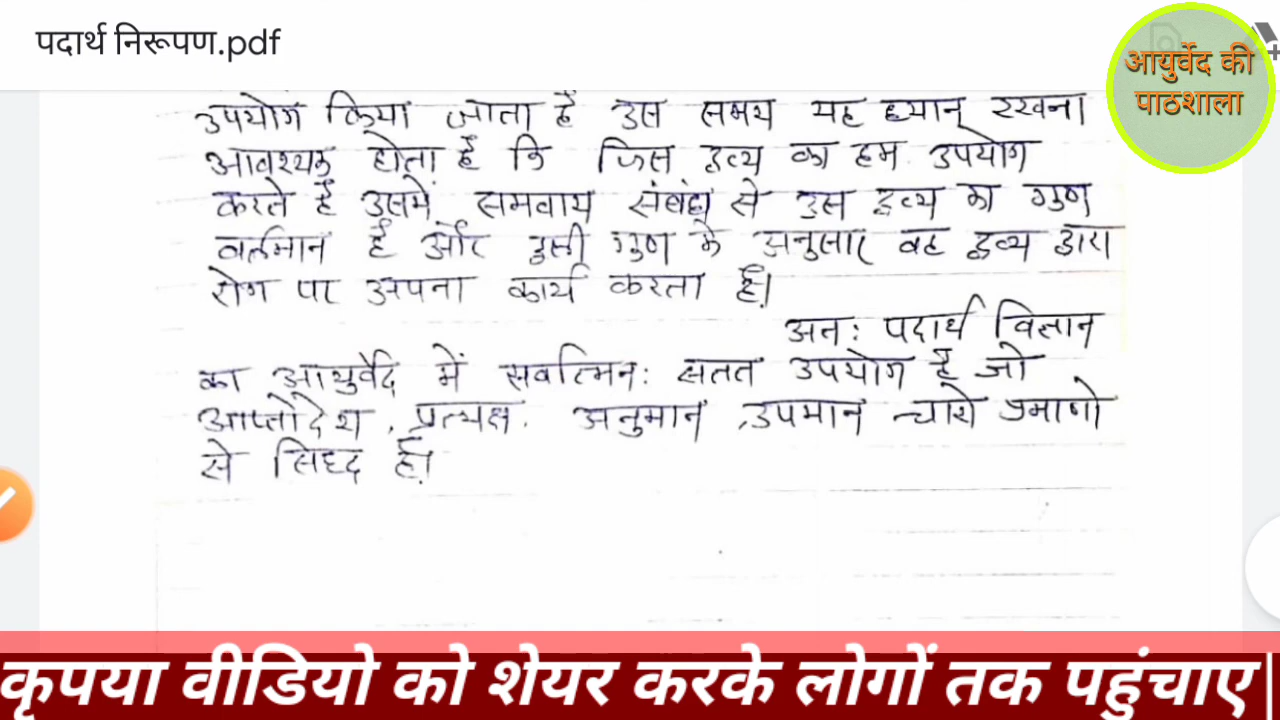 पदार्थ निरूपण.pdf
आयुर्वेद की
पाठशाला
उपयोग किया जाता है उस समय यह ध्यान रखना
आवश्यक होता है कि जिस द्रव्य का हम उपयोग
करते है उसमें समवाय संबंध से उस द्रव्य का गुण
वर्तमान है और इसी गुण के अनुसार वह द्रव्य द्वारा
रोग पर अपना कार्य करता है।
अतः पदार्थ विज्ञान
का आयुर्वेद में सर्वात्मनः सतत उपयोग है जो
आप्तोदेश, प्रत्यक्ष, अनुमान, उपमान चारो प्रमाणो
से सिध्द है।
कृपया वीडियो को शेयर करके लोगों तक पहुंचाए |